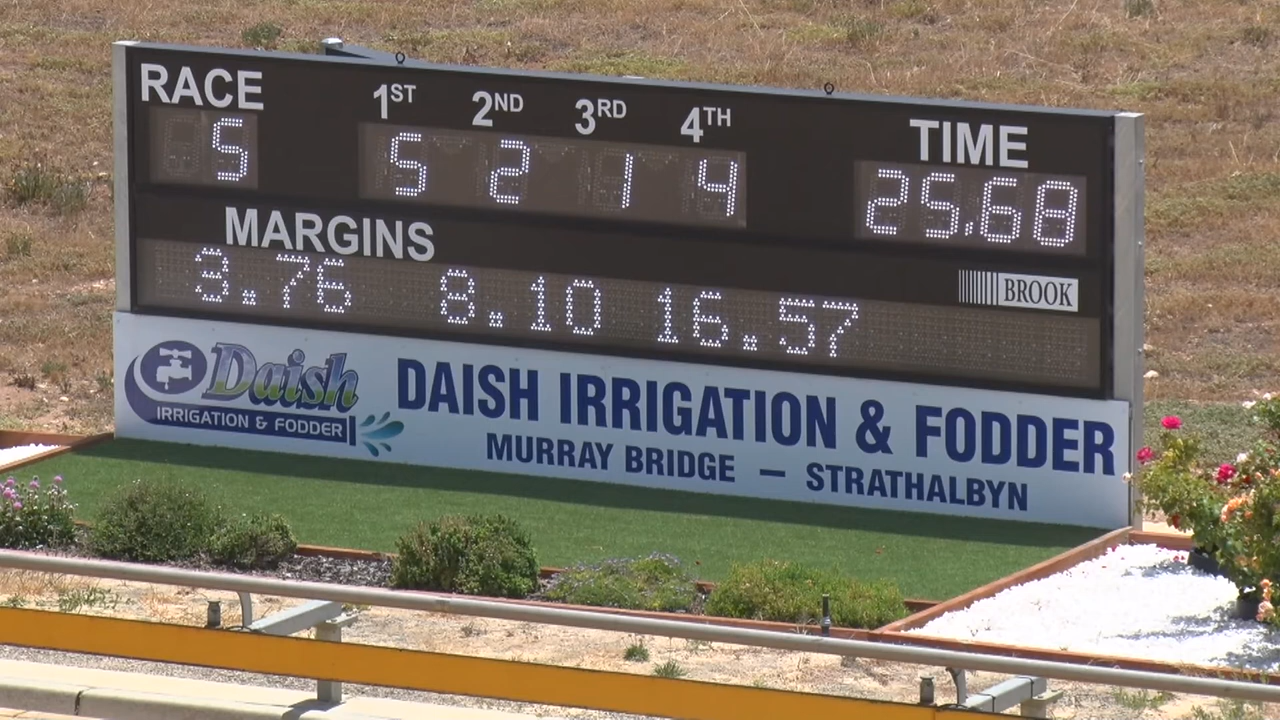 RACE 1ST 2ND 3RD 4TH TIME
5 5 2 1 4 25.68
MARGINS
3.76 8.10 16.57
BROOK
Daish
IRRIGATION & FODDER
DAISH IRRIGATION & FODDER
MURRAY BRIDGE — STRATHALBYN